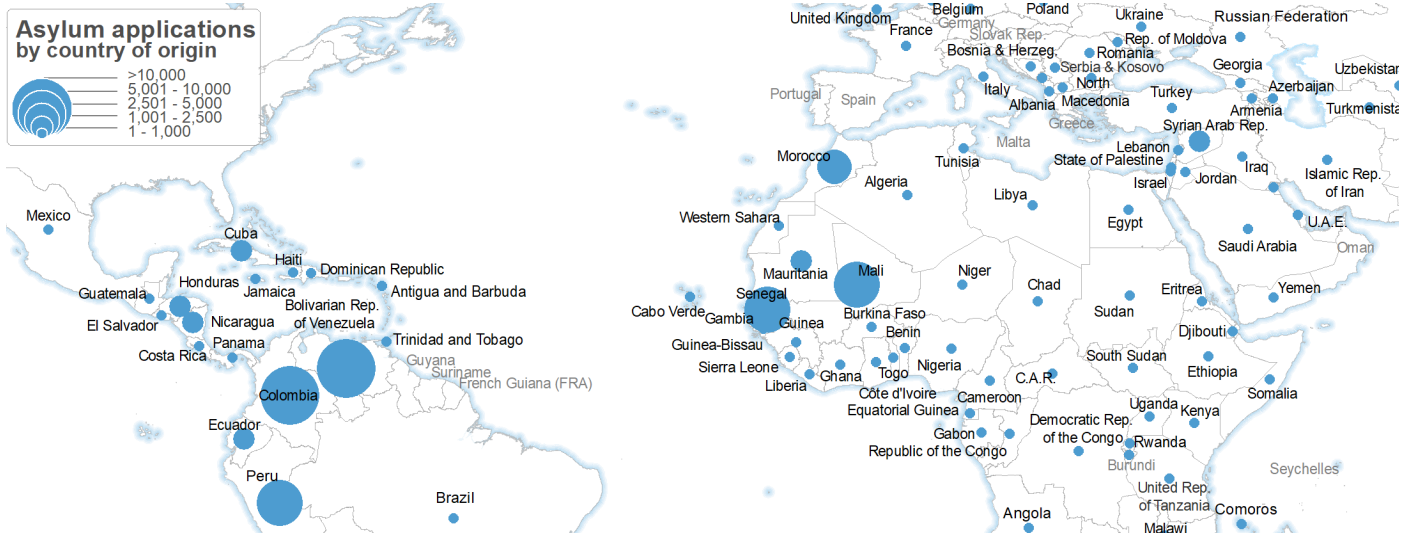 Asylum applications
by country of origin
>10,000
5,001 - 10,000
2,501 - 5,000
1,001 - 2,500
1 - 1,000
Mexico
Cuba
Haiti
Dominican Republic
Honduras
Jamaica
Antigua and Barbuda
Guatemala
Bolivarian Rep.
of Venezuela
El Salvador
Nicaragua
Panama
Costa Rica
Trinidad and Tobago
Guyana
Suriname
French Guiana (FRA)
Colombia
Ecuador
Peru
Brazil
United Kingdom
Belgium
Poland
Germany
France
Ukraine
Russian Federation
Slovak Rep.
Rep. of Moldova
Bosnia & Herzeg.
Romania
Serbia & Kosovo
Georgia
Uzbekistan
Italy
North
Macedonia
Albania
Turkey
Azerbaijan
Armenia
Turkmenista
Portugal
Spain
Greece
Malta
Syrian Arab Rep.
Morocco
Tunisia
Lebanon
State of Palestine
Israel
Jordan
Iraq
Islamic Rep.
of Iran
Algeria
Libya
Egypt
U.A.E.
Saudi Arabia
Oman
Western Sahara
Mauritania
Mali
Niger
Chad
Sudan
Eritrea
Yemen
Cabo Verde
Senegal
Gambia
Guinea
Burkina Faso
Benin
Djibouti
Guinea-Bissau
Sierra Leone
Liberia
Ghana
Togo
Nigeria
South Sudan
Ethiopia
Côte d'Ivoire
Cameroon
C.A.R.
Somalia
Equatorial Guinea
Gabon
Republic of the Congo
Democratic Rep.
of the Congo
Uganda
Kenya
Rwanda
Burundi
Seychelles
United Rep.
of Tanzania
Angola
Malawi
Comoros